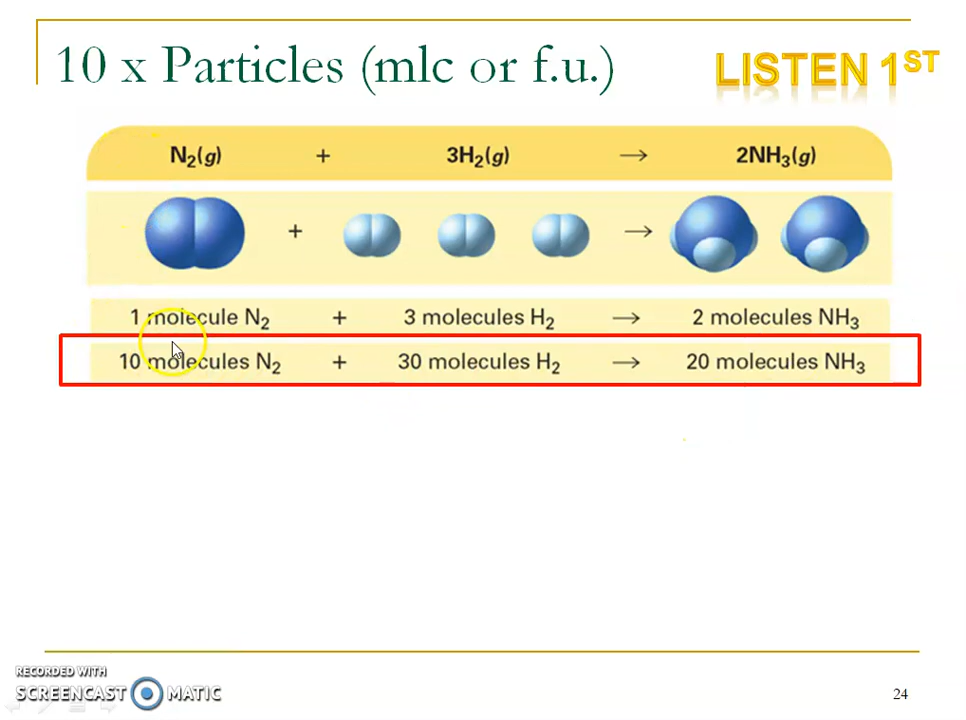 10 x Particles (mlc or f.u.)
LISTEN 1ST
N₂(g) + 3H₂(g) → 2NH₃(g)
+ →
1 molecule N₂ + 3 molecules H₂ → 2 molecules NH₃
10 molecules N₂ + 30 molecules H₂ → 20 molecules NH₃
RECORDED WITH
SCREENCAST MATIC
24